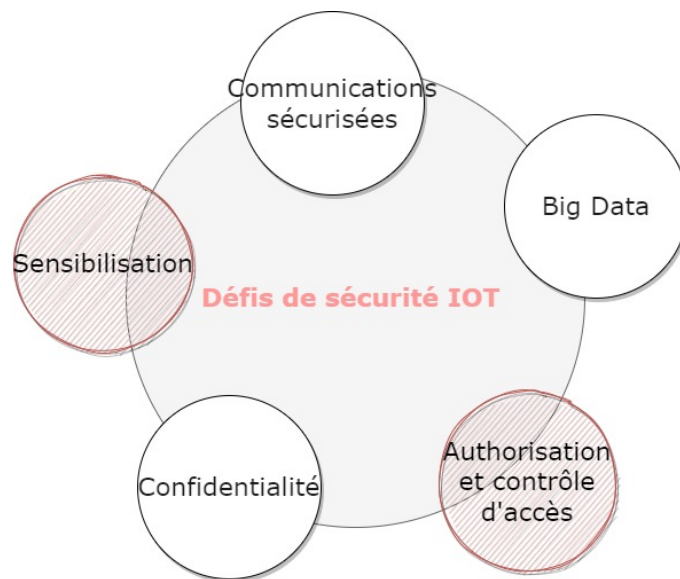 Communications
sécurisées
Big Data
Sensibilisation
Défis de sécurité IOT
Authorisation
et contrôle
d'accès
Confidentialité